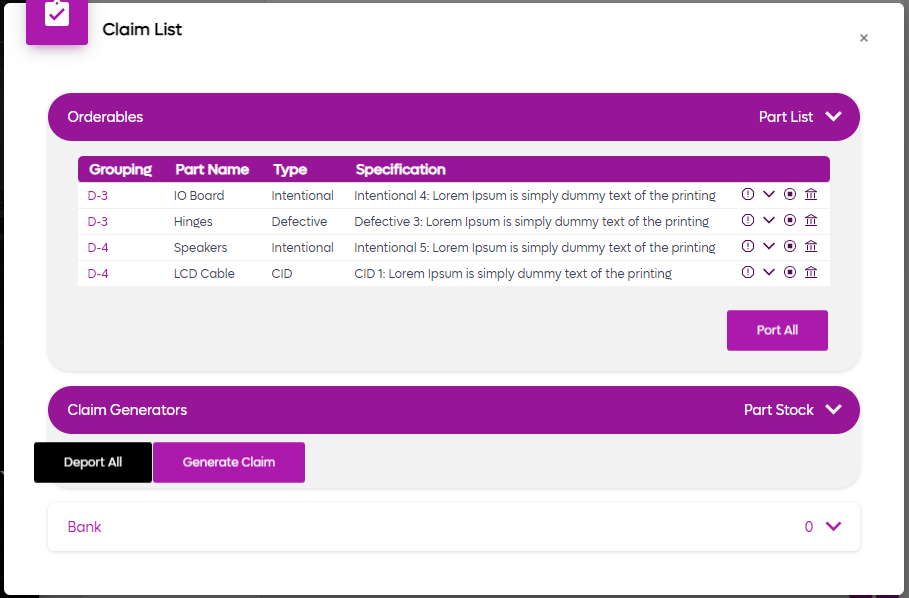 Claim List
×
Orderables Part List
Grouping Part Name Type Specification
D-3 IO Board Intentional Intentional 4: Lorem Ipsum is simply dummy text of the printing
D-3 Hinges Defective Defective 3: Lorem Ipsum is simply dummy text of the printing
D-4 Speakers Intentional Intentional 5: Lorem Ipsum is simply dummy text of the printing
D-4 LCD Cable CID CID 1: Lorem Ipsum is simply dummy text of the printing
Port All
Claim Generators Part Stock
Deport All Generate Claim
Bank 0